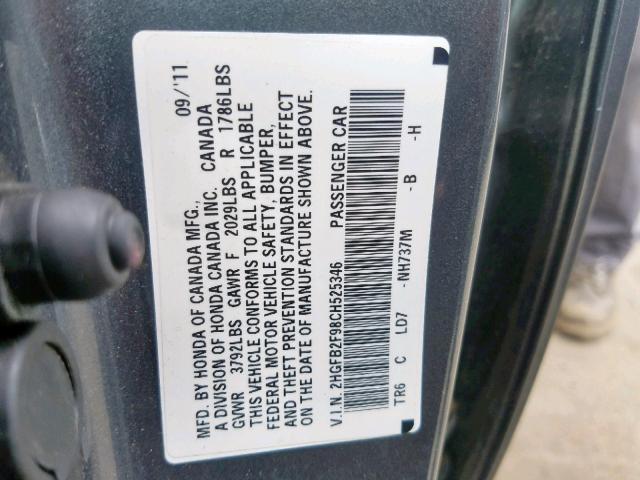 MFD. BY HONDA OF CANADA MFG., 09/'11
A DIVISION OF HONDA CANADA INC. CANADA
GVWR 3792LBS GAWR F 2029LBS R 1786LBS
THIS VEHICLE CONFORMS TO ALL APPLICABLE
FEDERAL MOTOR VEHICLE SAFETY, BUMPER,
AND THEFT PREVENTION STANDARDS IN EFFECT
ON THE DATE OF MANUFACTURE SHOWN ABOVE.
V.I.N. 2HGFB2F98CH525346 PASSENGER CAR
TR6 C LD7 -NH737M -B -H